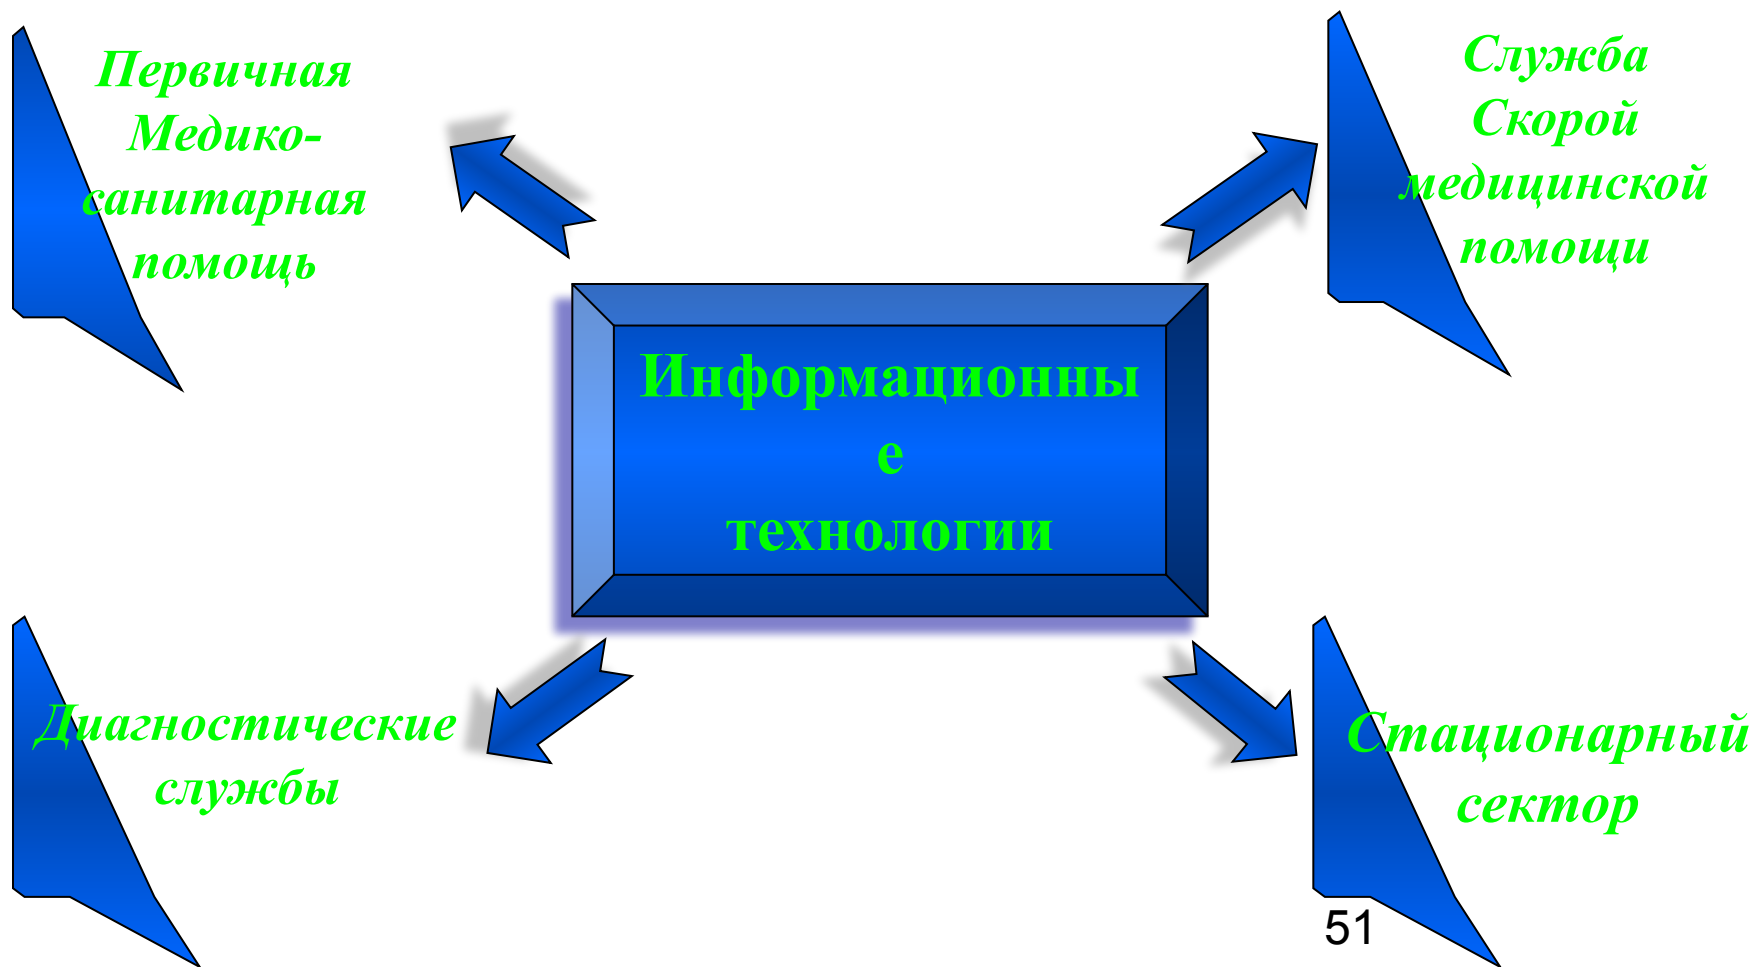 Первичная
Медико-
санитарная
помощь
Служба
Скорой
медицинской
помощи
Информационны
е
технологии
Диагностические
службы
Стационарный
сектор
51